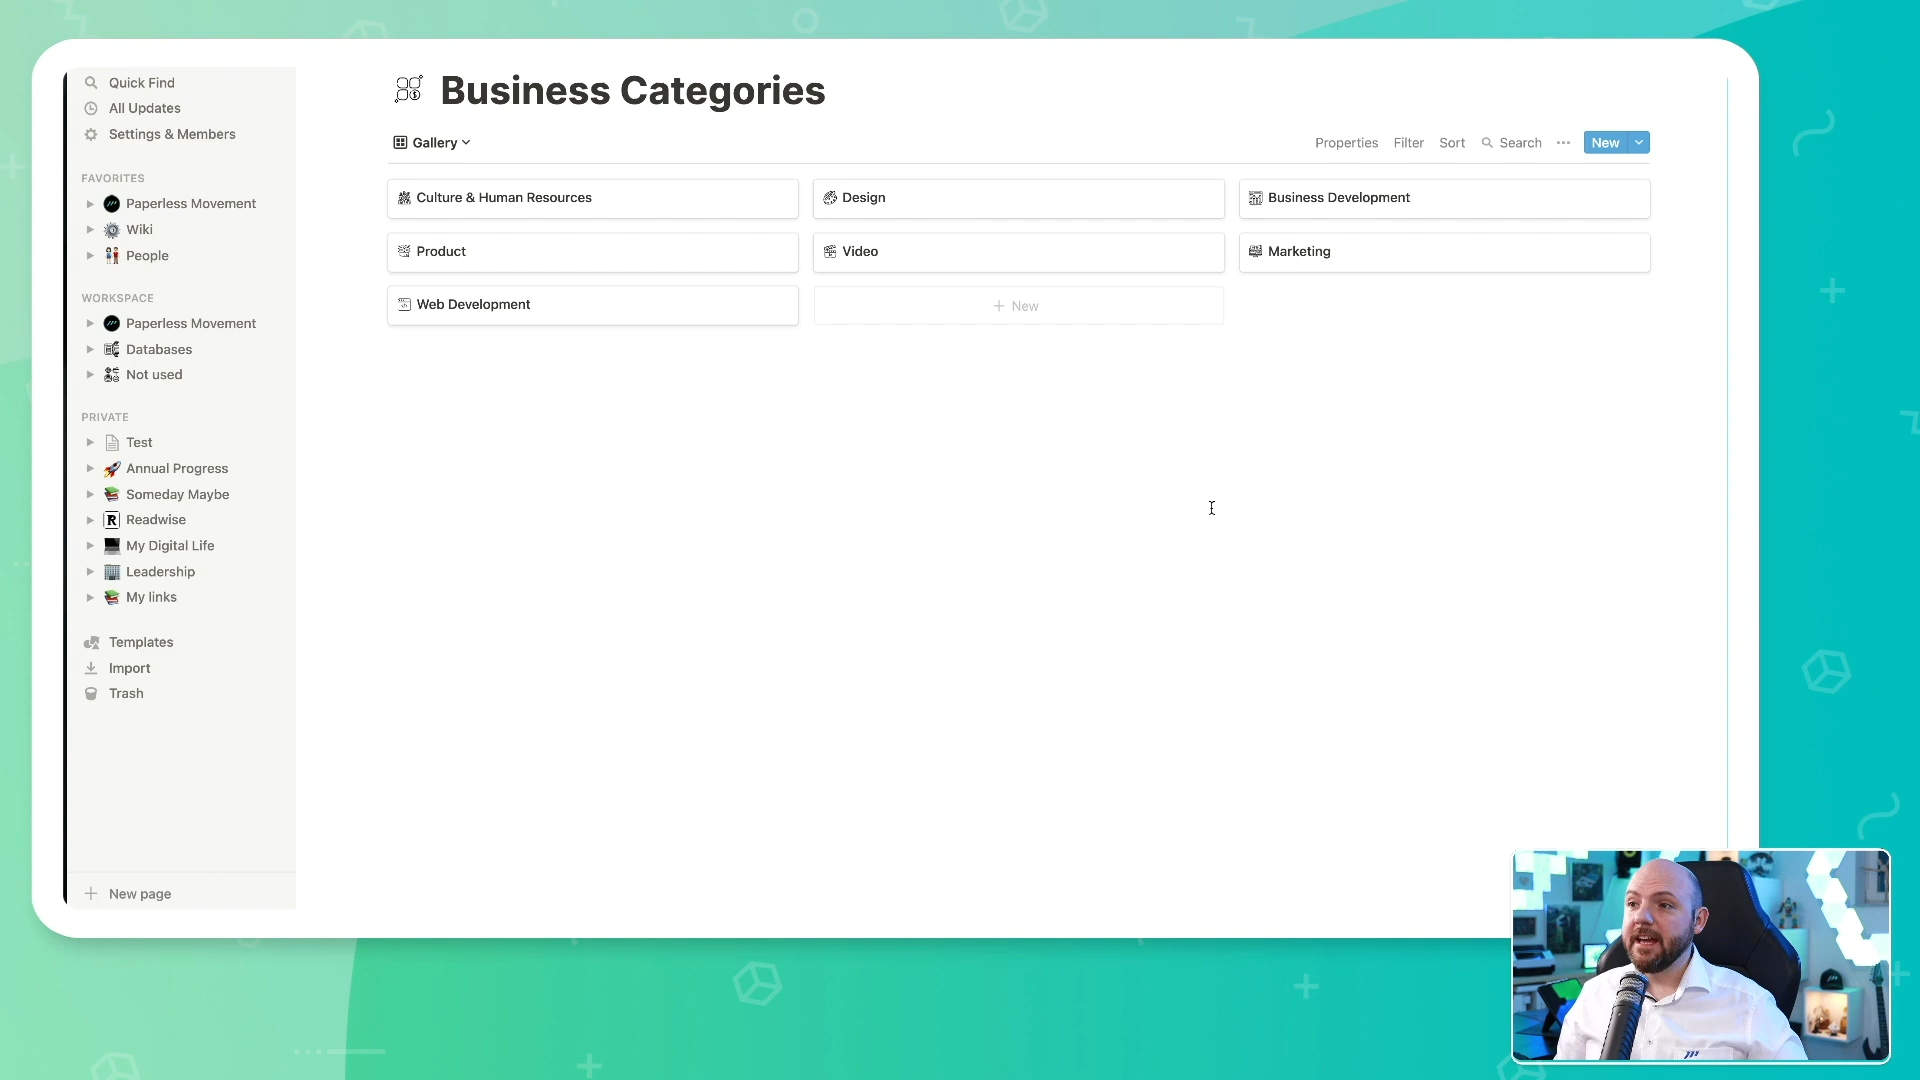 Quick Find
All Updates
Settings & Members
FAVORITES
Paperless Movement
Wiki
People
WORKSPACE
Paperless Movement
Databases
Not used
PRIVATE
Test
Annual Progress
Someday Maybe
R Readwise
My Digital Life
Leadership
My links
Templates
Import
Trash
New page
Business Categories
Gallery
Properties Filter Sort Search New
Culture & Human Resources Design Business Development
Product Video Marketing
Web Development New